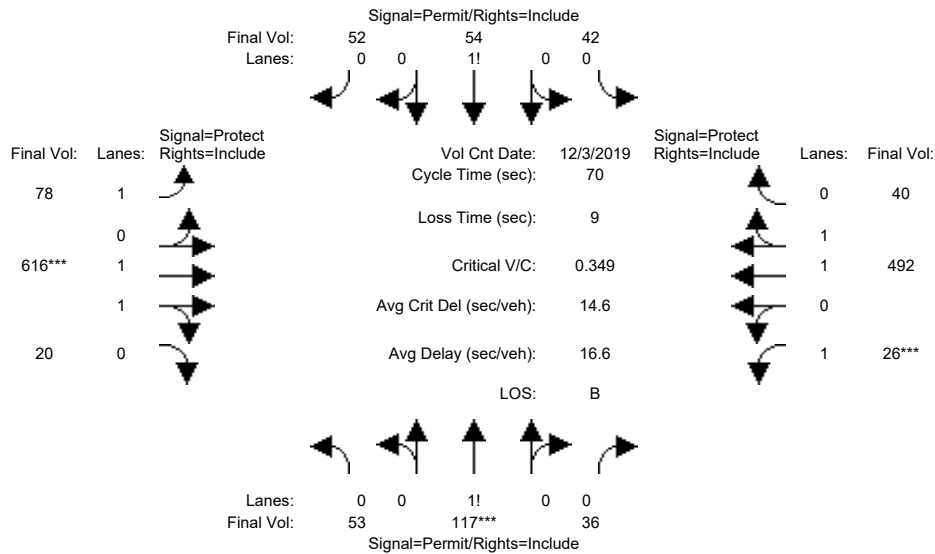 Signal=Permit/Rights=Include
Final Vol: 52 54 42
Lanes: 0 0 1! 0 0
Signal=Protect
Final Vol: Lanes: Rights=Include
Vol Cnt Date: 12/3/2019
Signal=Protect
Rights=Include Lanes: Final Vol:
Cycle Time (sec): 70
78 1
0 40
Loss Time (sec): 9
0
1
616*** 1
Critical V/C: 0.349
1 492
1
Avg Crit Del (sec/veh): 14.6
0
20 0
Avg Delay (sec/veh): 16.6
1 26***
LOS: B
Lanes: 0 0 1! 0 0
Final Vol: 53 117*** 36
Signal=Permit/Rights=Include